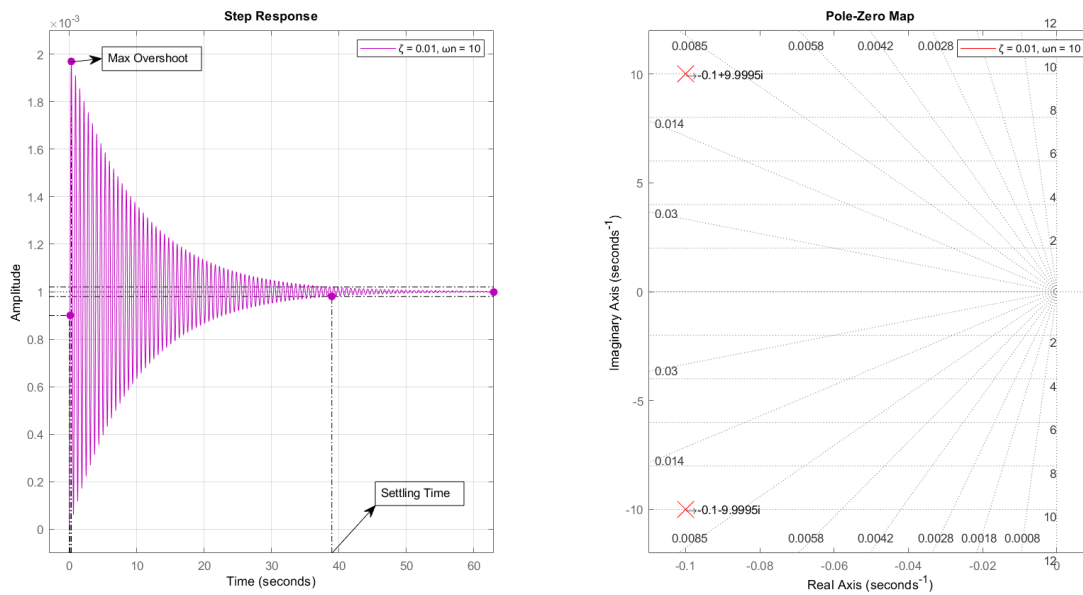 Step Response
×10⁻³
ζ = 0.01, ωn = 10
Max Overshoot
2
1.8
1.6
1.4
1.2
1
0.8
0.6
0.4
0.2
0
Amplitude
Settling Time
0 10 20 30 40 50 60
Time (seconds)
Pole-Zero Map
12
0.0085 0.0058 0.0042 0.0028
ζ = 0.01, ωn = 10
10
10
-0.1+9.9995i
8
0.014
6
5
4
0.03
2
0
2
0.03
4
-5
6
0.014
8
-10
-0.1-9.9995i
10
0.0085 0.0058 0.0042 0.0028 0.0018 0.0008
12
-0.1 -0.08 -0.06 -0.04 -0.02 0
Real Axis (seconds⁻¹)
Imaginary Axis (seconds⁻¹)